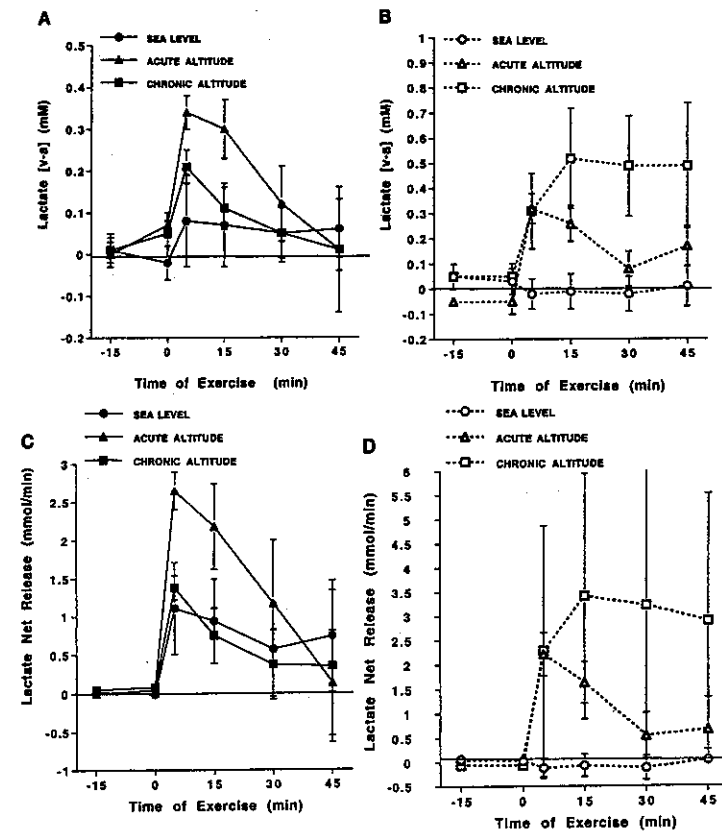 A
SEA LEVEL
ACUTE ALTITUDE
CHRONIC ALTITUDE
0.5
0.4
0.3
0.2
0.1
0
-0.1
0.2
Lactate [v-a] (mM)
-15 0 15 30 45
Time of Exercise (min)
B
SEA LEVEL
ACUTE ALTITUDE
CHRONIC ALTITUDE
1
0.9
0.8
0.7
0.6
0.5
0.4
0.3
0.2
0.1
0
-0.1
-0.2
Lactate [v-a] (mM)
-15 0 15 30 45
Time of Exercise (min)
C
SEA LEVEL
ACUTE ALTITUDE
CHRONIC ALTITUDE
3
2.5
2
1.5
1
0.5
0
-0.5
-1
Lactate Net Release (mmol/min)
-15 0 15 30 45
Time of Exercise (min)
D
SEA LEVEL
ACUTE ALTITUDE
CHRONIC ALTITUDE
6
5.5
5
4.5
4
3.5
3
2.5
2
1.5
1
0.5
0
-0.5
Lactate Net Release (mmol/min)
-15 0 15 30 45
Time of Exercise (min)